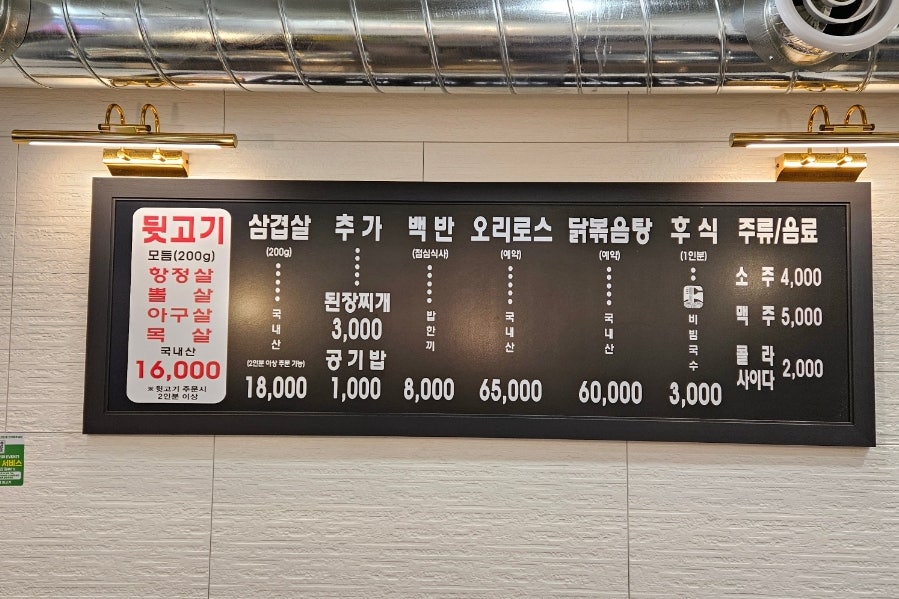 뒷고기
모듬(200g)
항정살
뽈살
아구살
목살
국내산
16,000
※뒷고기 주문시
2인분 이상
삼겹살
(200g)
국내산
(2인분 이상 주문 가능)
18,000
추가
된장찌개
3,000
공기밥
1,000
백반
(점심식사)
밥한끼
8,000
오리로스
(예약)
국내산
65,000
닭볶음탕
(예약)
국내산
60,000
후식
(1인분)
비빔국수
3,000
주류/음료
소주 4,000
맥주 5,000
콜라
사이다 2,000
서비스